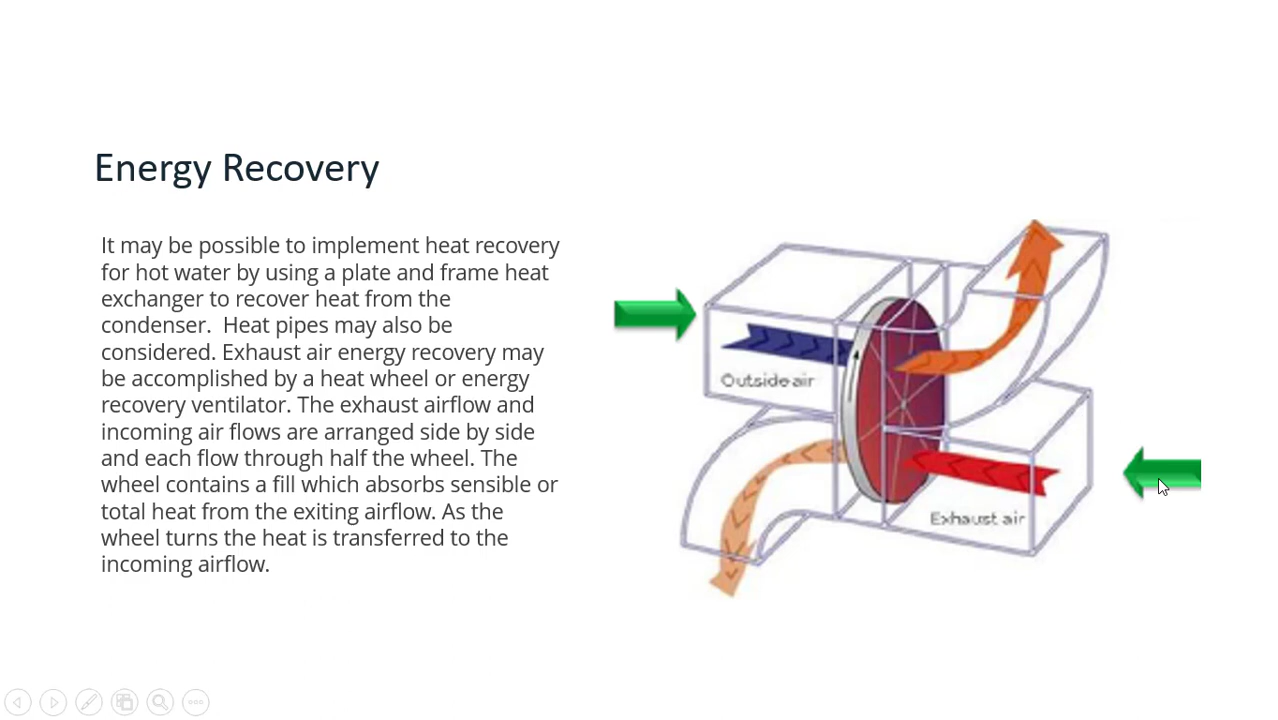 Energy Recovery
It may be possible to implement heat recovery
for hot water by using a plate and frame heat
exchanger to recover heat from the
condenser.  Heat pipes may also be
considered. Exhaust air energy recovery may
be accomplished by a heat wheel or energy
recovery ventilator. The exhaust airflow and
incoming air flows are arranged side by side
and each flow through half the wheel. The
wheel contains a fill which absorbs sensible or
total heat from the exiting airflow. As the
wheel turns the heat is transferred to the
incoming airflow.
Outside air
Exhaust air